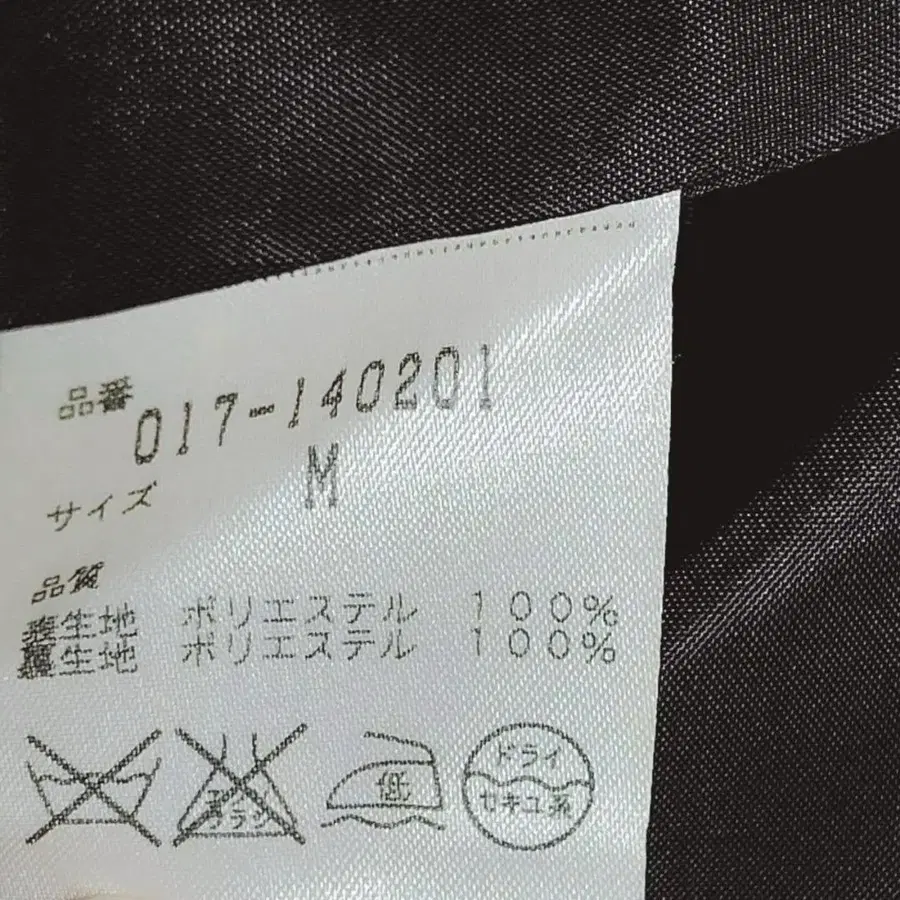 品番 017-140201
サイズ M
品質
表生地 ポリエステル 100%
裏生地 ポリエステル 100%
低
ドライ
セキユ系